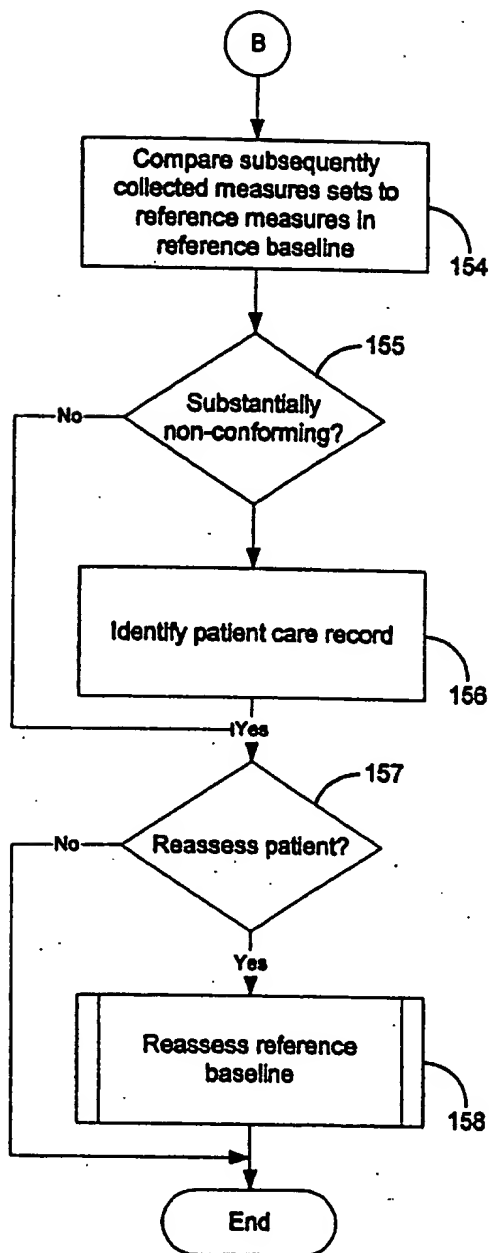 B
Compare subsequently
collected measures sets to
reference measures in
reference baseline
154
155
Substantially
non-conforming?
No
Identify patient care record
156
Yes
157
Reassess patient?
No
Yes
Reassess reference
baseline
158
End